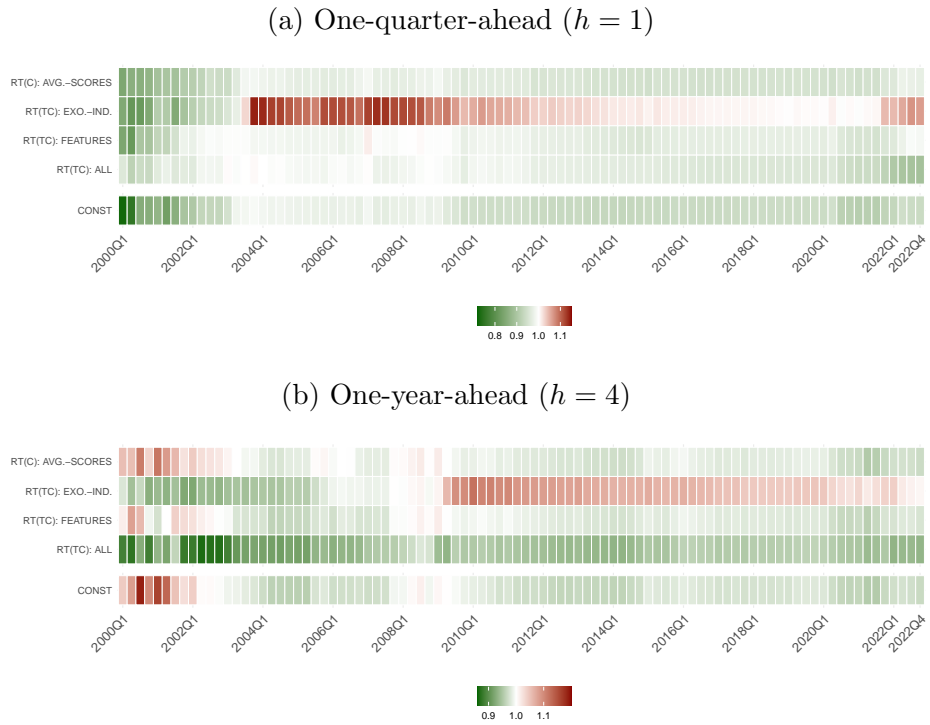 (a) One-quarter-ahead (h = 1)
RT(C): AVG.−SCORES
RT(TC): EXO.−IND.
RT(TC): FEATURES
RT(TC): ALL
CONST
2000Q1 2002Q1 2004Q1 2006Q1 2008Q1 2010Q1 2012Q1 2014Q1 2016Q1 2018Q1 2020Q1 2022Q1 2022Q4
0.8 0.9 1.0 1.1
(b) One-year-ahead (h = 4)
RT(C): AVG.−SCORES
RT(TC): EXO.−IND.
RT(TC): FEATURES
RT(TC): ALL
CONST
2000Q1 2002Q1 2004Q1 2006Q1 2008Q1 2010Q1 2012Q1 2014Q1 2016Q1 2018Q1 2020Q1 2022Q1 2022Q4
0.9 1.0 1.1